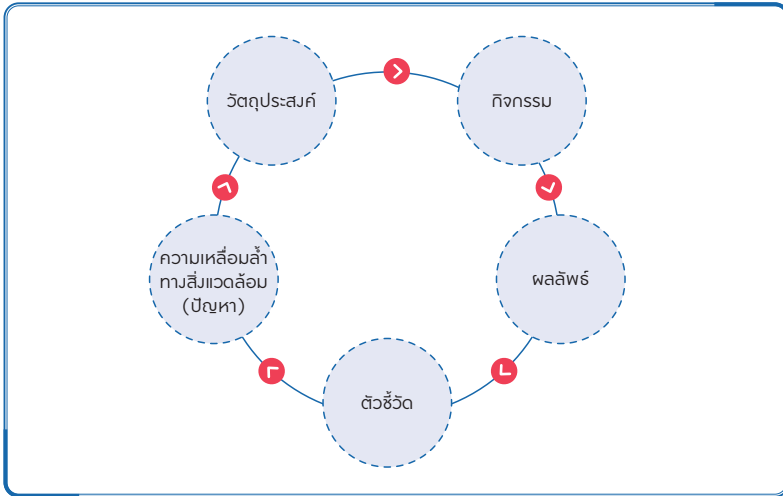 วัตถุประสงค์
กิจกรรม
ความเหลื่อมล้ำ
ทางสิ่งแวดล้อม
(ปัญหา)
ผลลัพธ์
ตัวชี้วัด